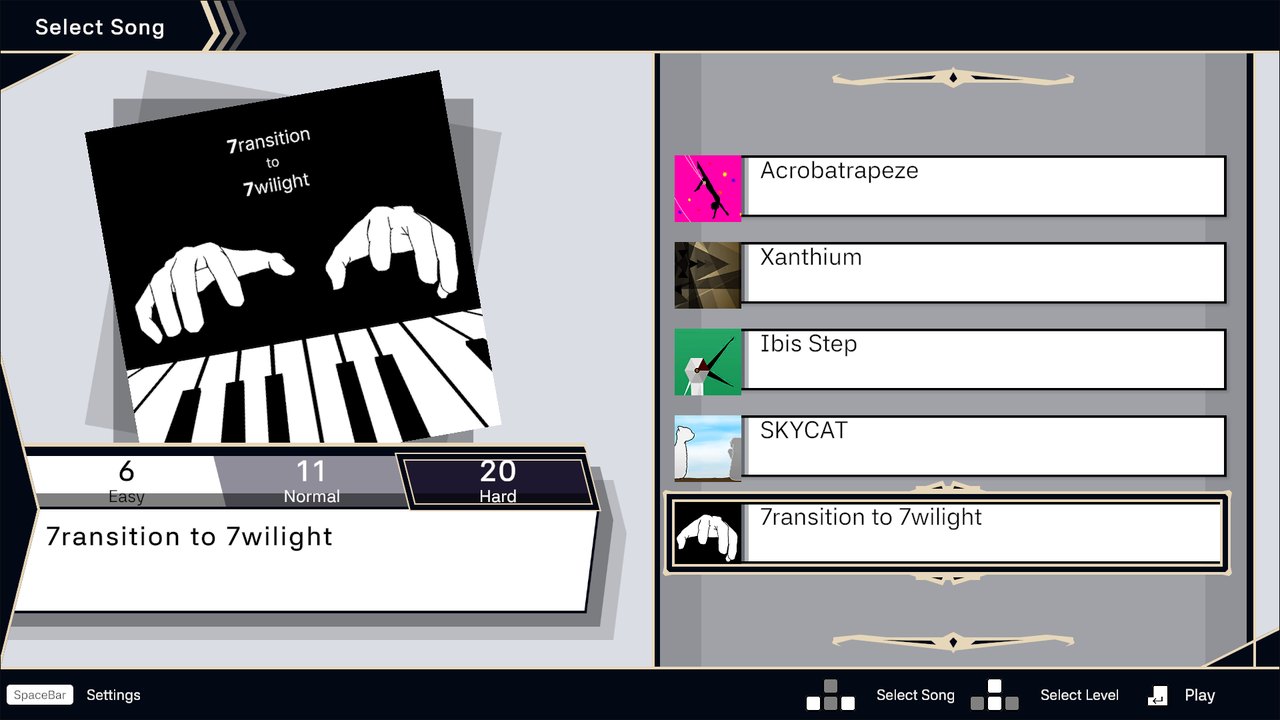 Select Song
7ransition
to
7wilight
6
Easy
11
Normal
20
Hard
7ransition to 7wilight
Acrobatrapeze
Xanthium
Ibis Step
SKYCAT
7ransition to 7wilight
SpaceBar
Settings
Select Song
Select Level
Play